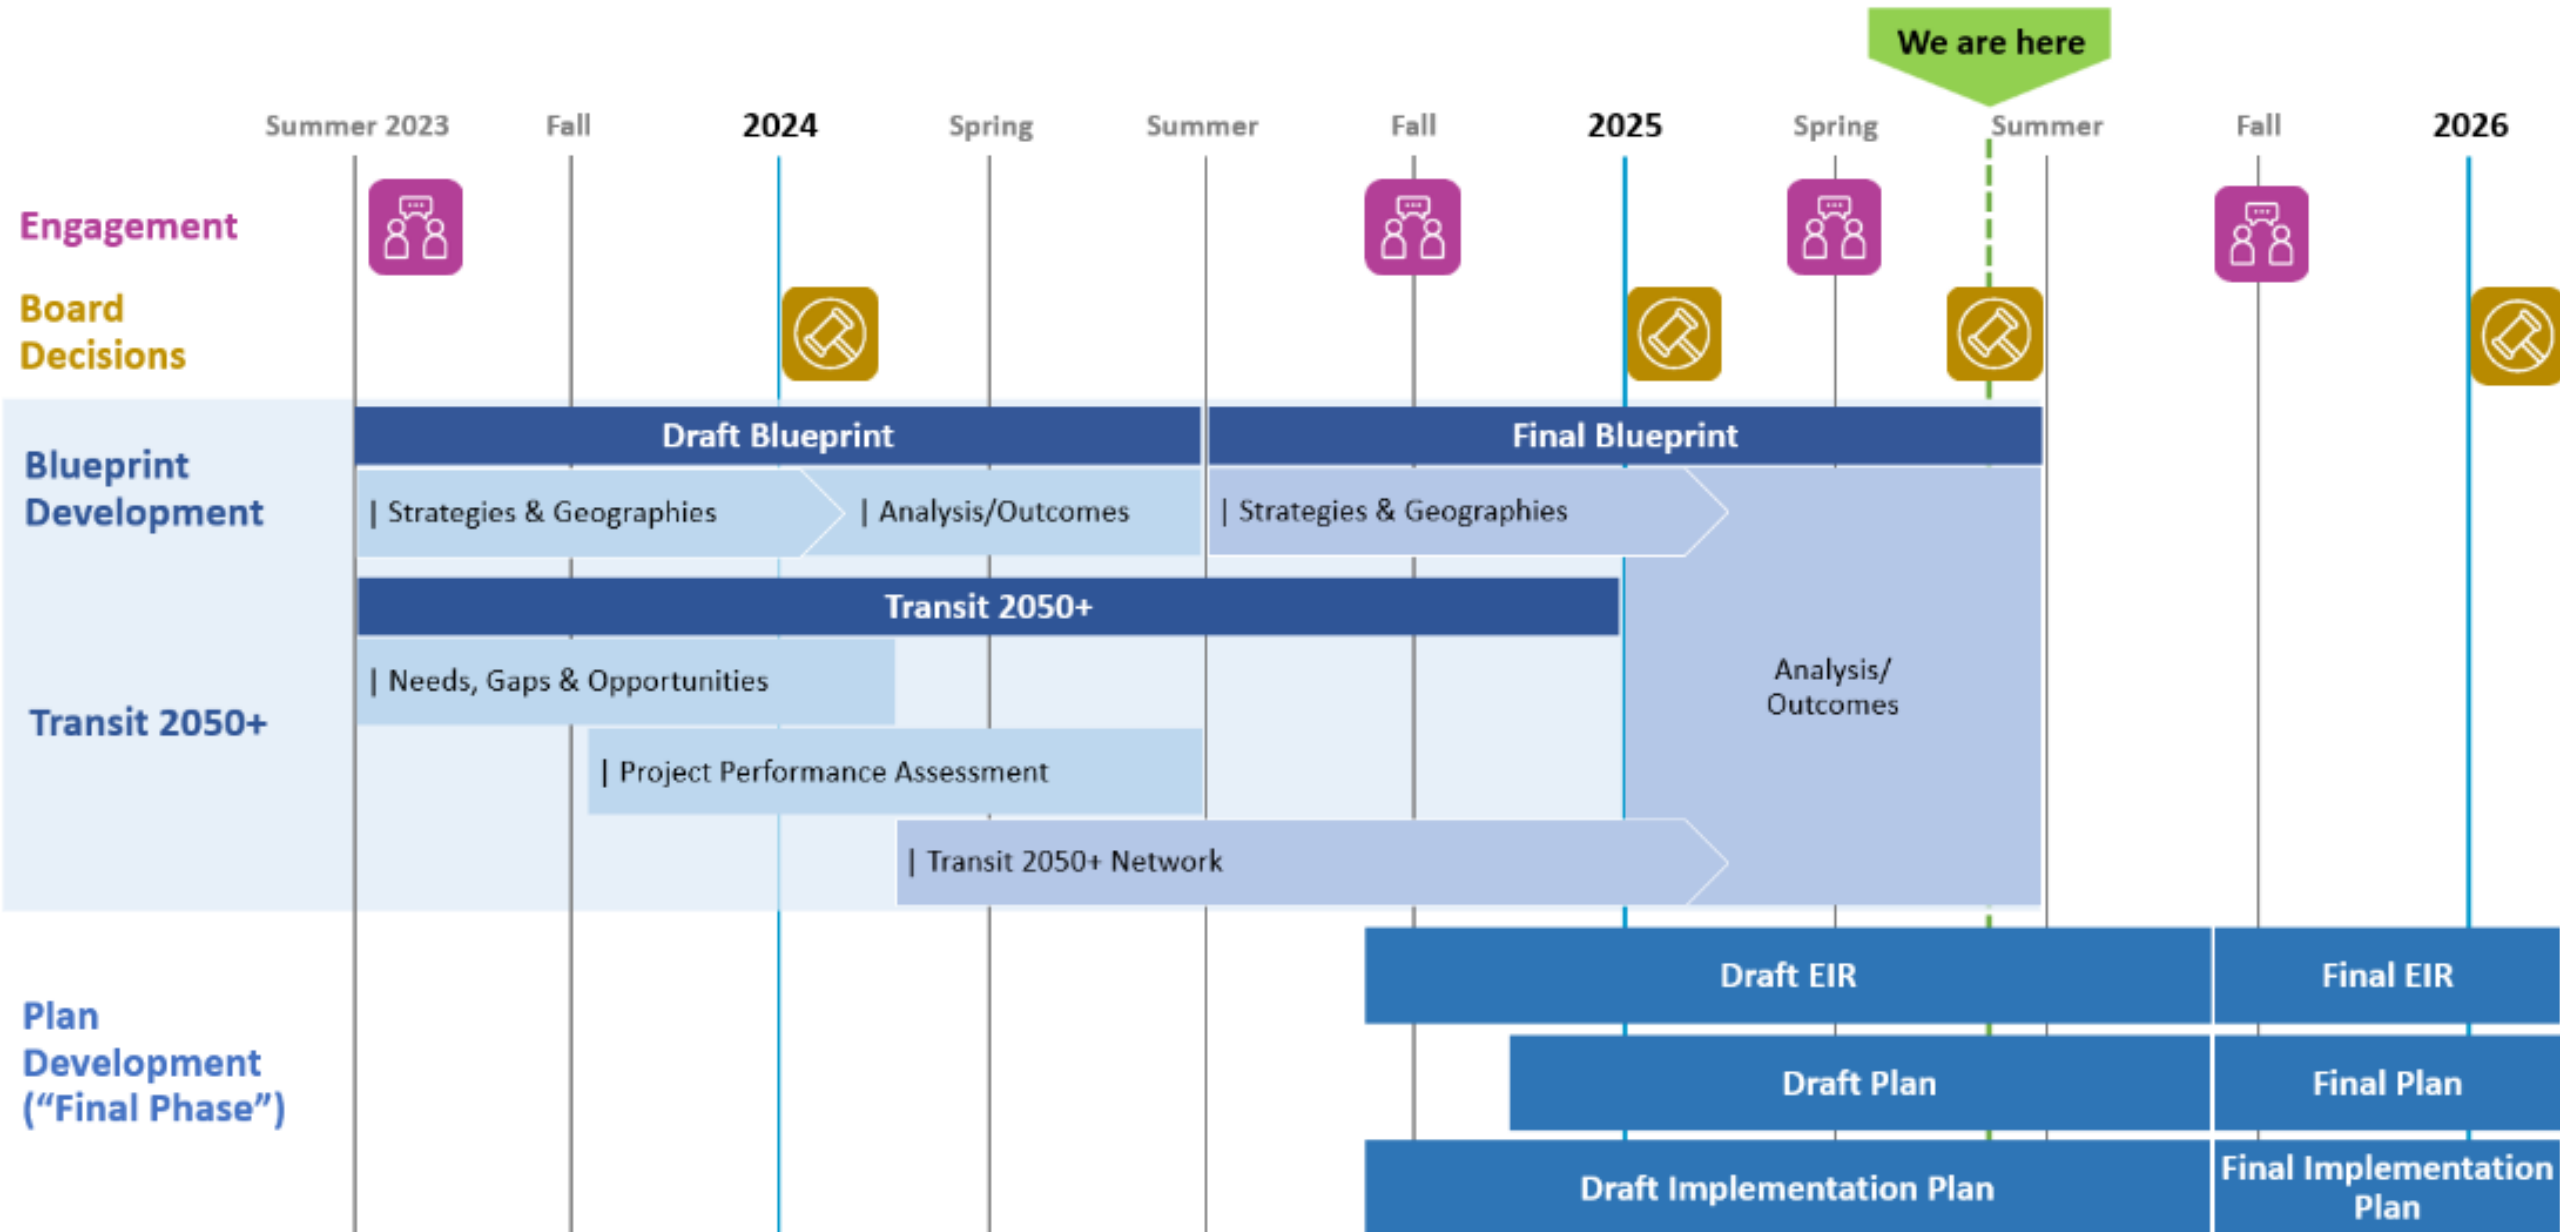 We are here
Summer 2023 Fall 2024 Spring Summer Fall 2025 Spring Summer Fall 2026
Engagement
Board
Decisions
Blueprint
Development
Draft Blueprint
Final Blueprint
| Strategies & Geographies
| Analysis/Outcomes
| Strategies & Geographies
Transit 2050+
Transit 2050+
| Needs, Gaps & Opportunities
| Project Performance Assessment
| Transit 2050+ Network
Analysis/
Outcomes
Plan
Development
(“Final Phase”)
Draft EIR
Final EIR
Draft Plan
Final Plan
Draft Implementation Plan
Final Implementation
Plan